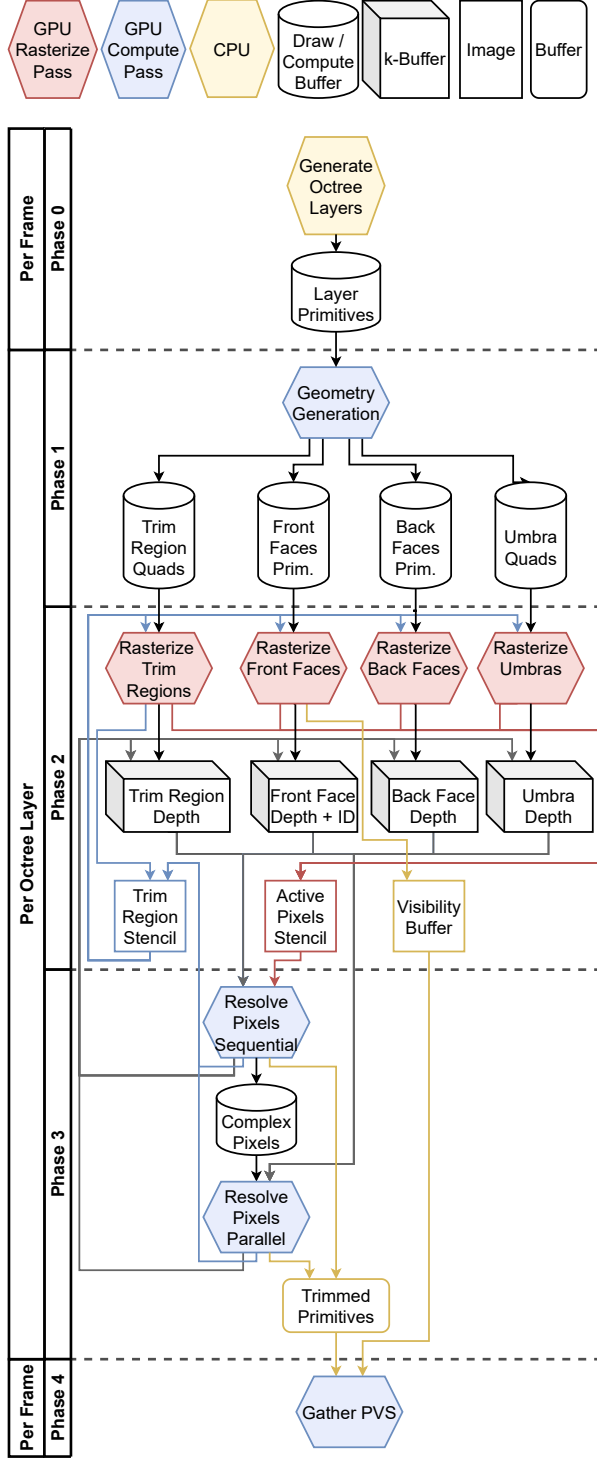 GPU
Rasterize
Pass
GPU
Compute
Pass
CPU
Draw /
Compute
Buffer
k-Buffer
Image
Buffer
Per Frame
Phase 0
Generate
Octree
Layers
Layer
Primitives
Per Octree Layer
Phase 1
Geometry
Generation
Trim
Region
Quads
Front
Faces
Prim.
Back
Faces
Prim.
Umbra
Quads
Phase 2
Rasterize
Trim
Regions
Rasterize
Front Faces
Rasterize
Back Faces
Rasterize
Umbras
Trim Region
Depth
Front Face
Depth + ID
Back Face
Depth
Umbra
Depth
Trim
Region
Stencil
Active
Pixels
Stencil
Visibility
Buffer
Phase 3
Resolve
Pixels
Sequential
Complex
Pixels
Resolve
Pixels
Parallel
Trimmed
Primitives
Per Frame
Phase 4
Gather PVS